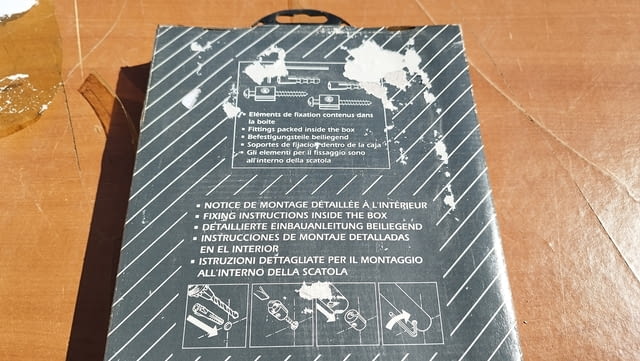 Eléments de fixation contenus dans
la boîte
▪ Fittings packed inside the box
▪ Befestigungsteile beiliegend
▪ Soportes de fijacion dentro de la caja
▪ Gli elementi per il fissaggio sono
all'interno della scatola
▪ NOTICE DE MONTAGE DÉTAILLÉE À L'INTÉRIEUR
▪ FIXING INSTRUCTIONS INSIDE THE BOX
▪ DETAILLIERTE EINBAUANLEITUNG BEILIEGEND
▪ INSTRUCCIONES DE MONTAJE DETALLADAS
EN EL INTERIOR
▪ ISTRUZIONI DETTAGLIATE PER IL MONTAGGIO
ALL'INTERNO DELLA SCATOLA